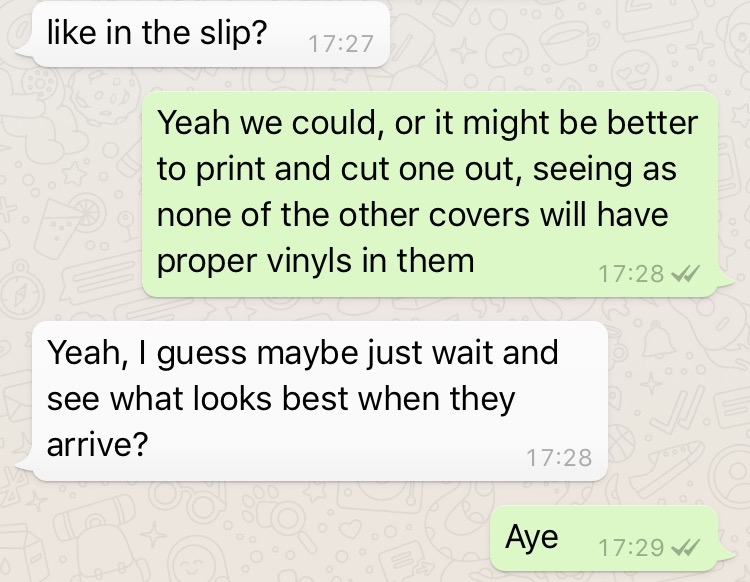 like in the slip? 17:27
Yeah we could, or it might be better
to print and cut one out, seeing as
none of the other covers will have
proper vinyls in them 17:28
Yeah, I guess maybe just wait and
see what looks best when they
arrive? 17:28
Aye 17:29